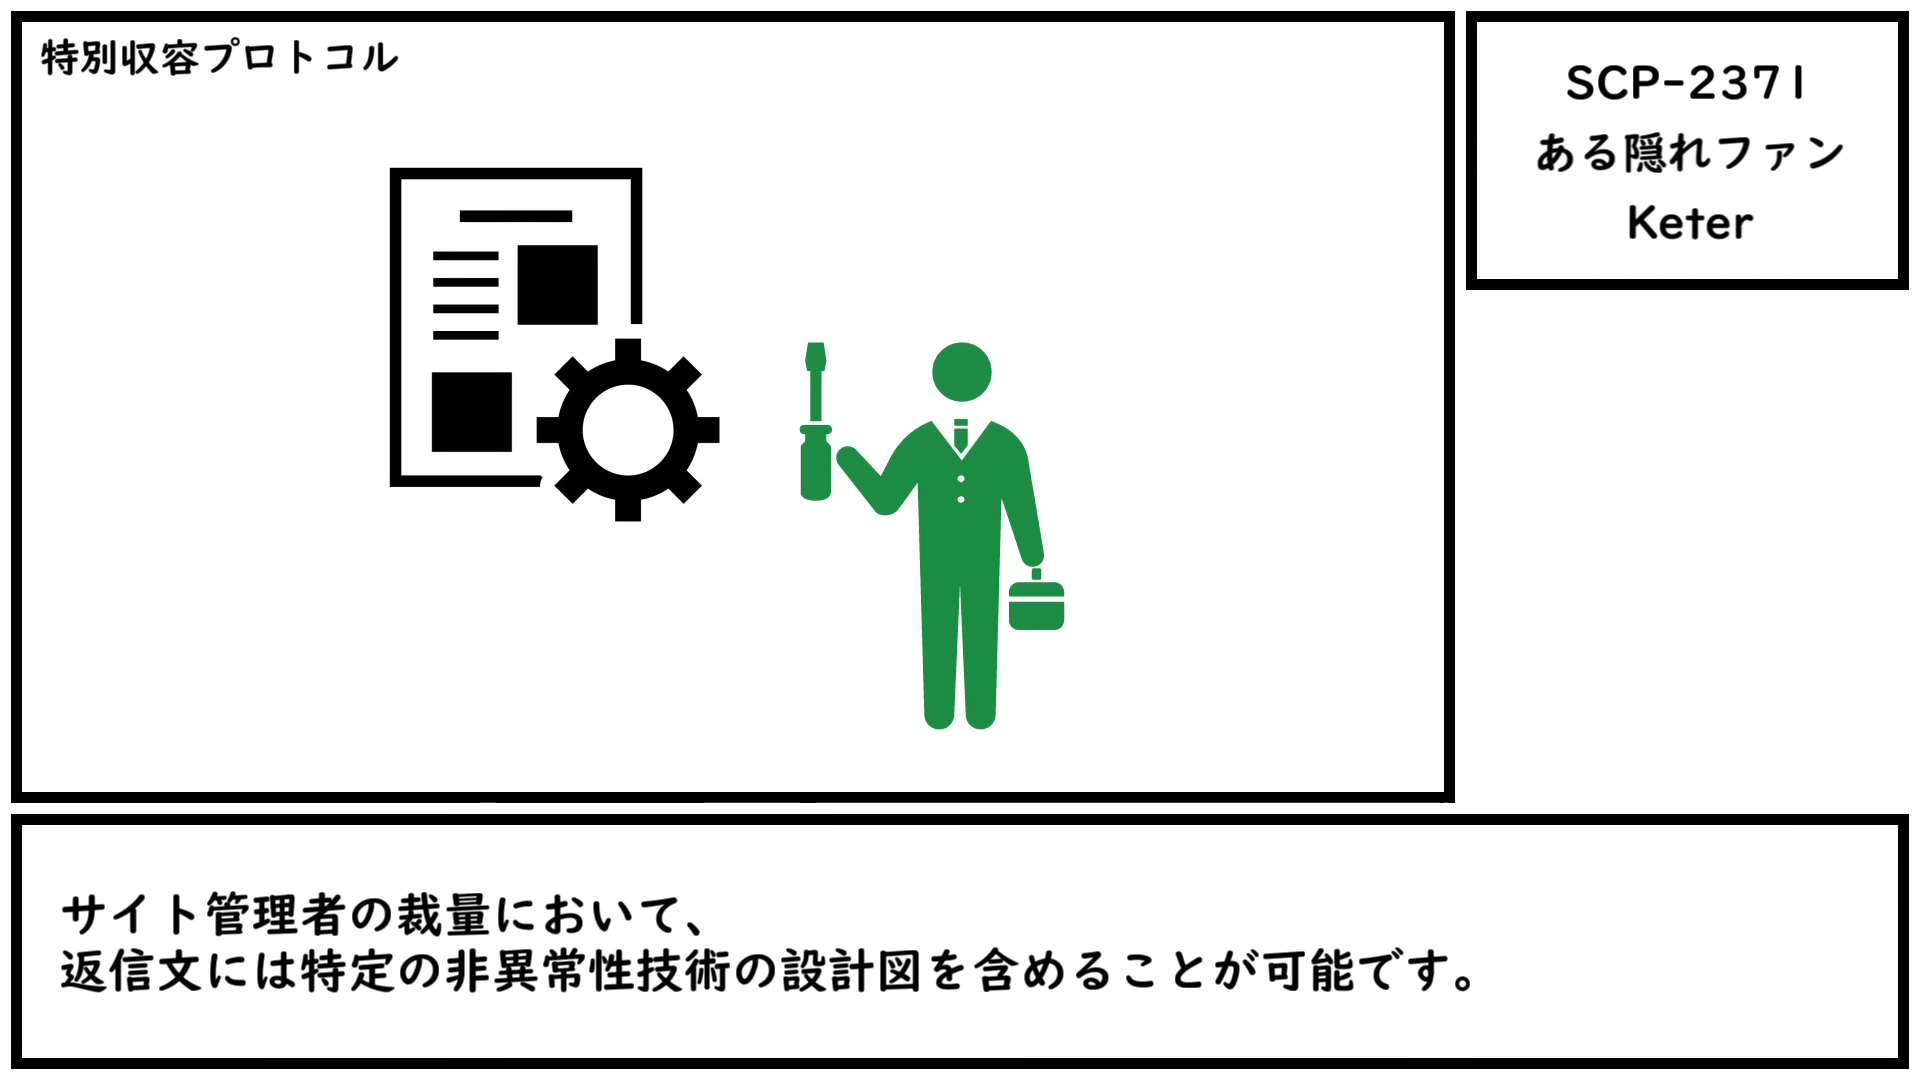 特別収容プロトコル
SCP-2371
ある隠れファン
Keter
サイト管理者の裁量において、
返信文には特定の非異常性技術の設計図を含めることが可能です。